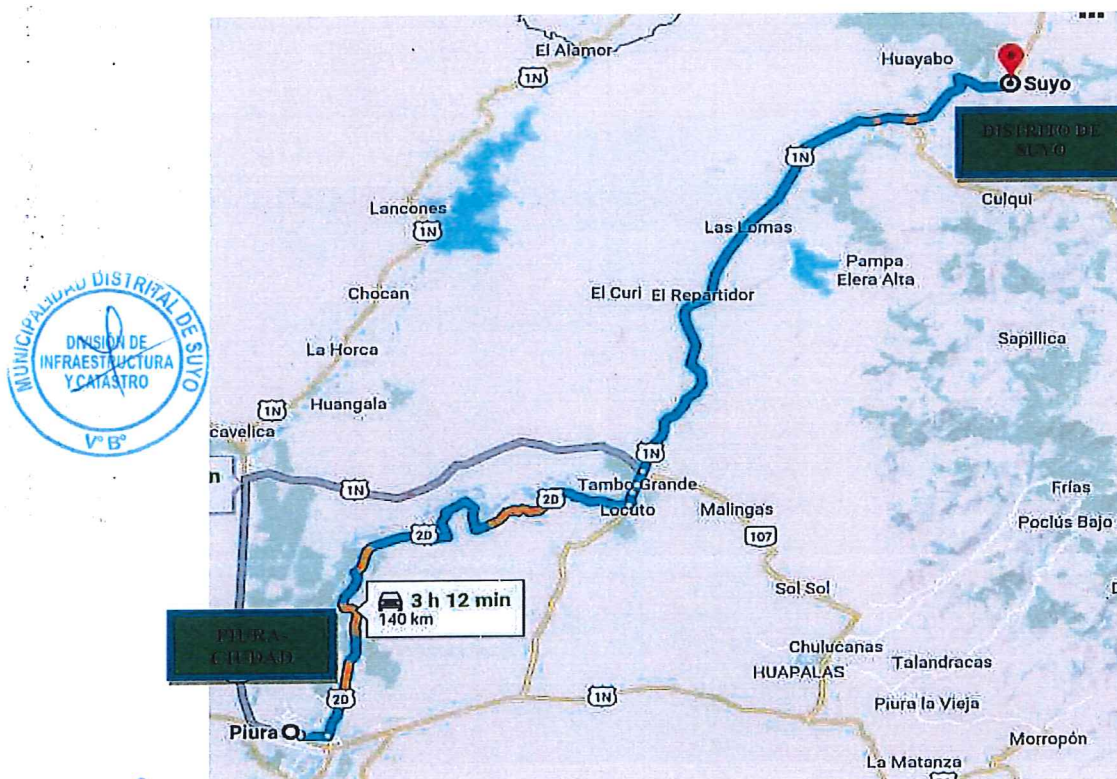 El Alamor
1N
Huayabo
Suyo
DISTRITO DE
SUYO
1N
Culqui
Lancones
1N
Las Lomas
Pampa
Elera Alta
Chocan
El Curi
El Repartidor
MUNICIPALIDAD DISTRITAL DE SUYO
DIVISIÓN DE
INFRAESTRUCTURA
Y CATASTRO
V° B°
La Horca
Sapillica
1N
Huangala
cavelica
1N
n
1N
Tambo Grande
2D
Locuto
Malingas
Frías
Poclús Bajo
2D
107
3 h 12 min
140 km
Sol Sol
PIURA-
CIUDAD
Chulucanas
HUAPALAS
Talandracas
2D
1N
Piura la Vieja
Piura
Morropón
La Matanza